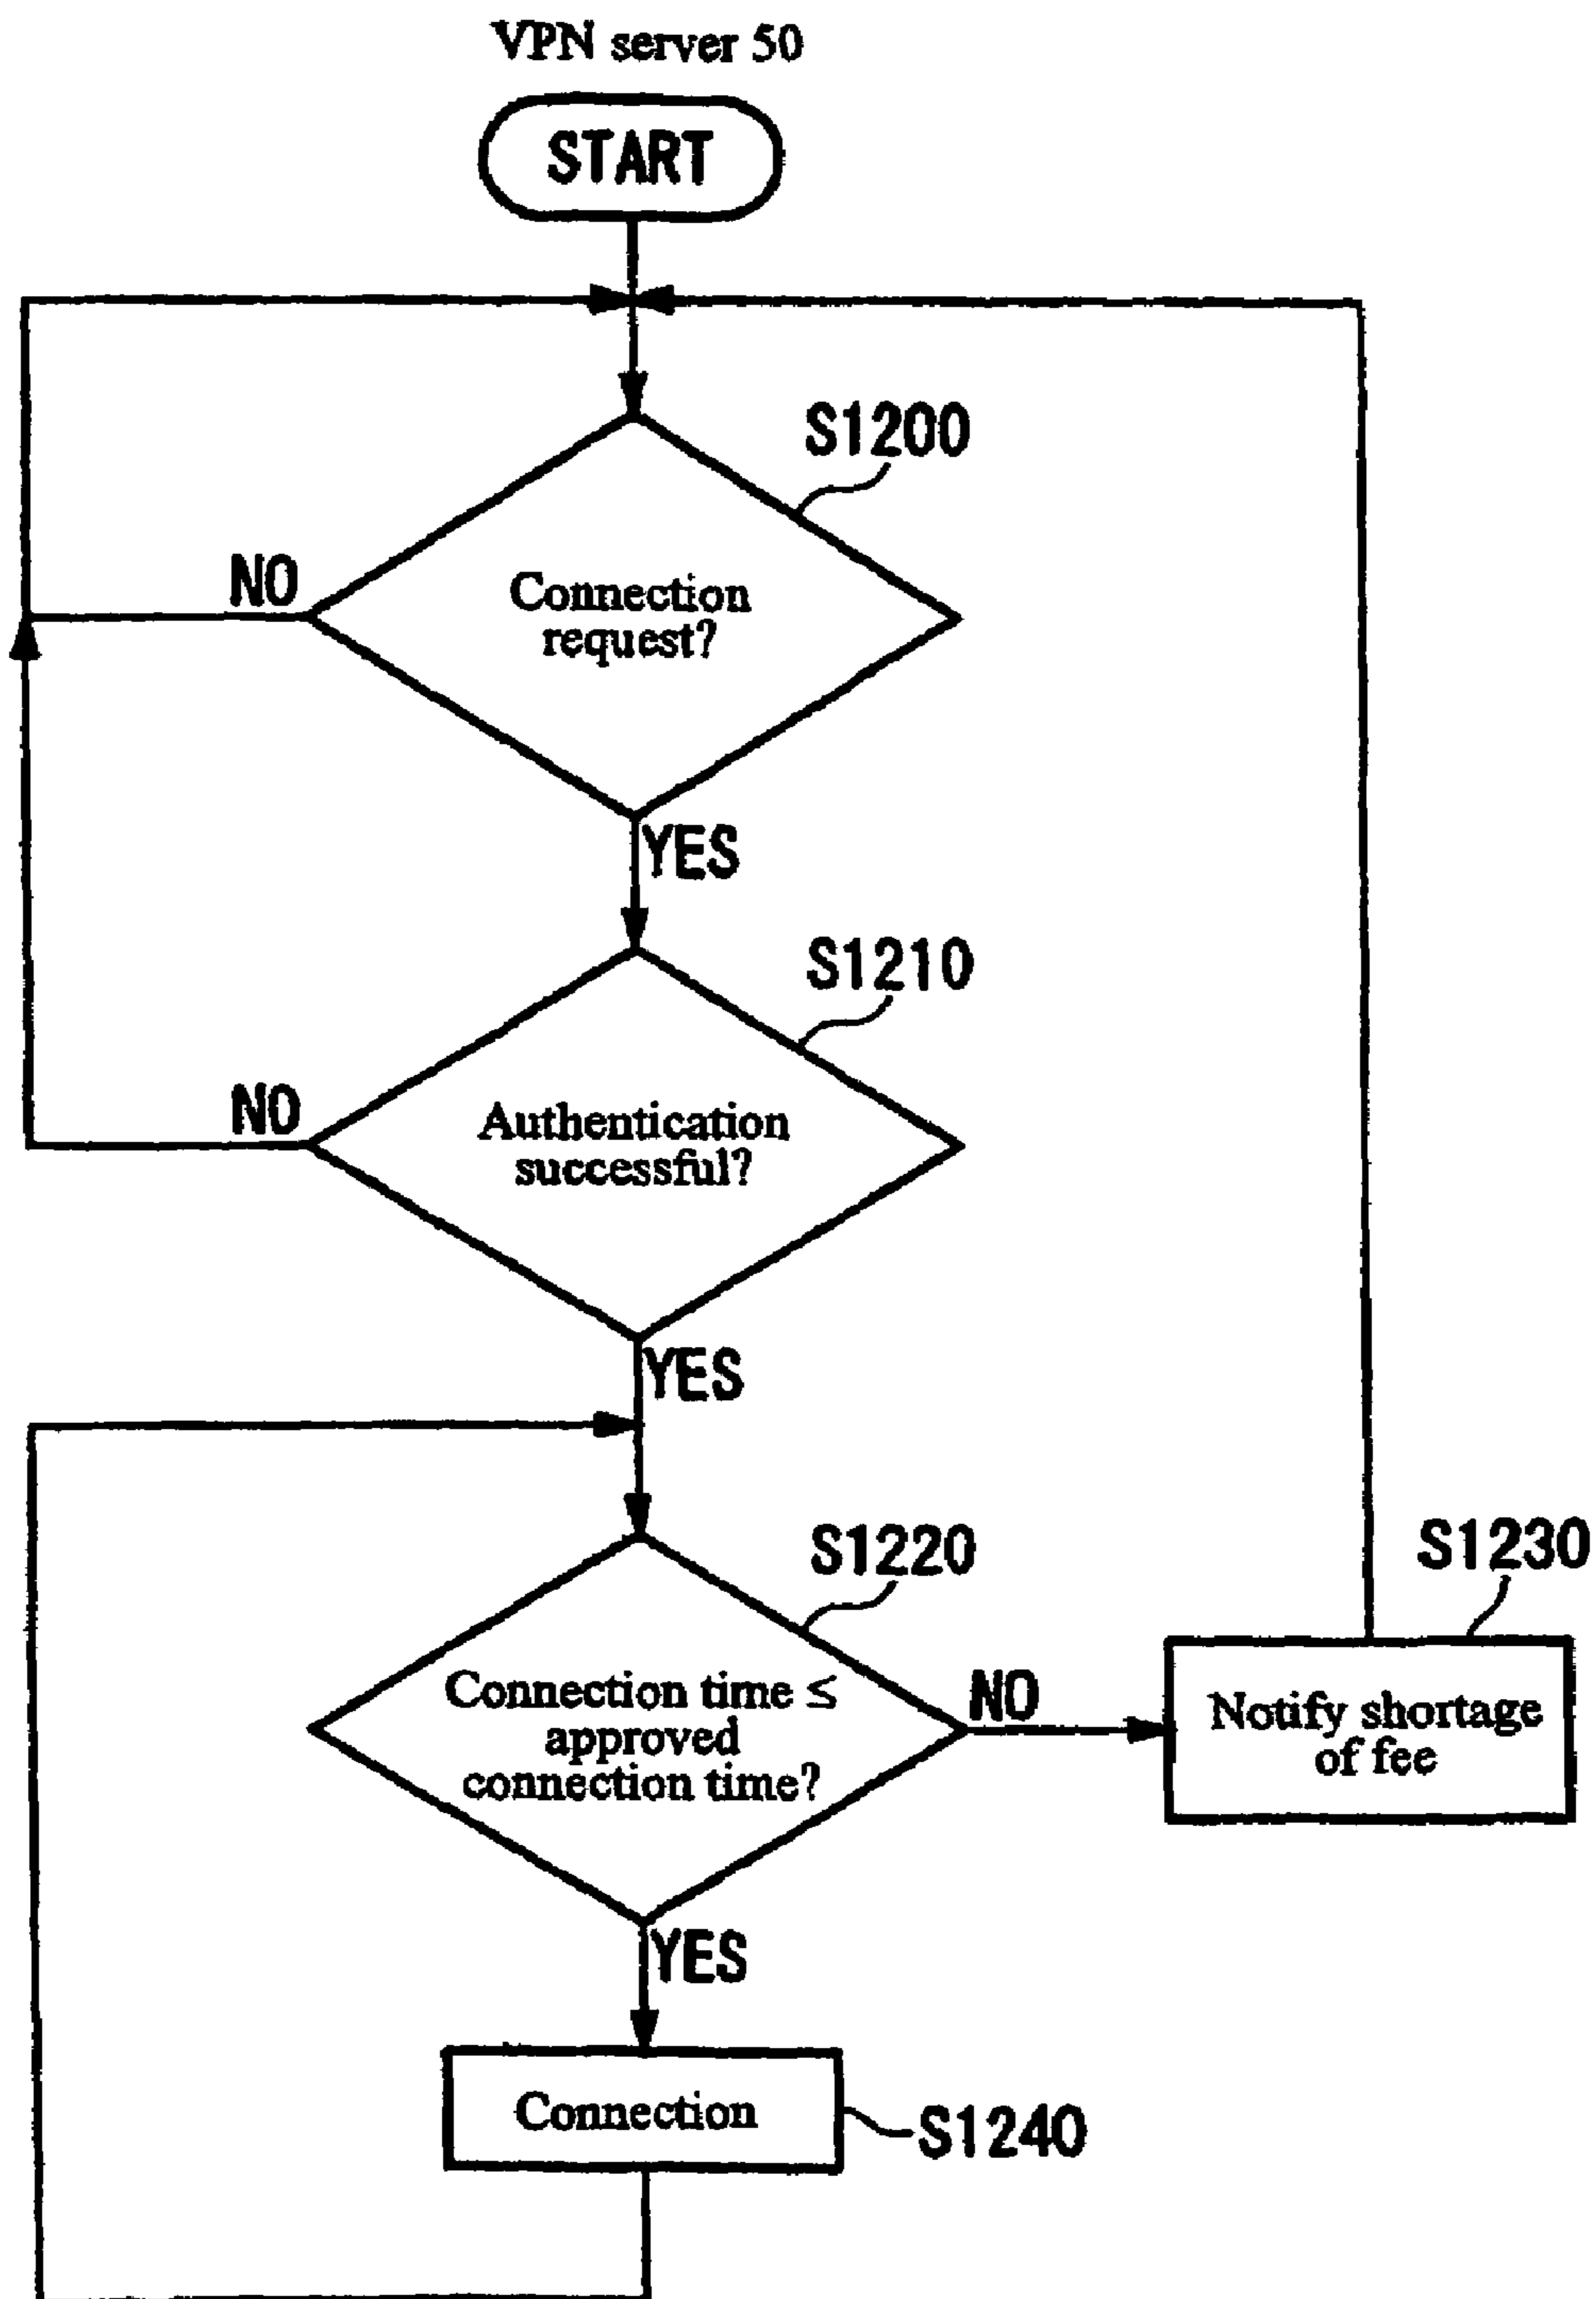 VPN server 50
START
S1200
NO
Connection
request?
YES
S1210
NO
Authentication
successful?
YES
S1220
S1230
Connection time ≤
approved
connection time?
NO
Notify shortage
of fee
YES
Connection
S1240